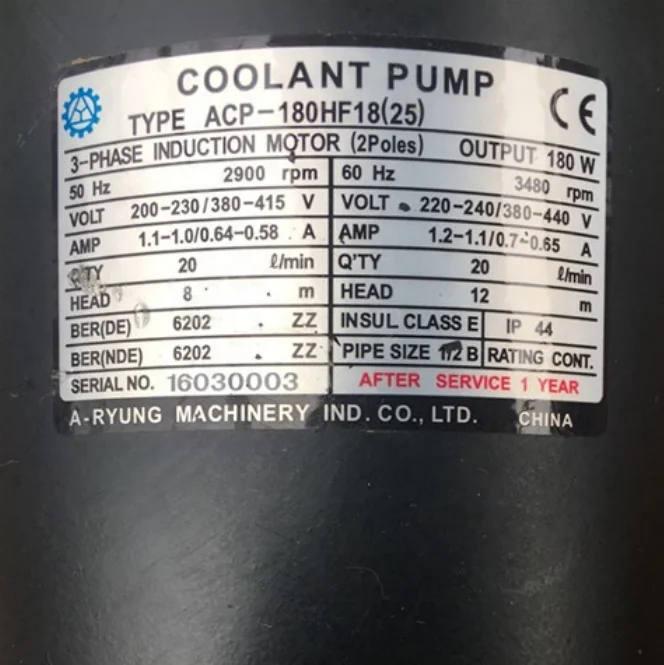 COOLANT PUMP
TYPE ACP-180HF18(25)
CE
3-PHASE INDUCTION MOTOR (2Poles) OUTPUT 180 W
50 Hz 2900 rpm 60 Hz 3480 rpm
VOLT 200-230/380-415 V VOLT 220-240/380-440 V
AMP 1.1-1.0/0.64-0.58 A AMP 1.2-1.1/0.7-0.65 A
Q'TY 20 ℓ/min Q'TY 20 ℓ/min
HEAD 8 m HEAD 12 m
BER(DE) 6202 ZZ INSUL CLASS E IP 44
BER(NDE) 6202 ZZ PIPE SIZE 1/2 B RATING CONT.
SERIAL NO. 16030003 AFTER SERVICE 1 YEAR
A-RYUNG MACHINERY IND. CO., LTD. CHINA